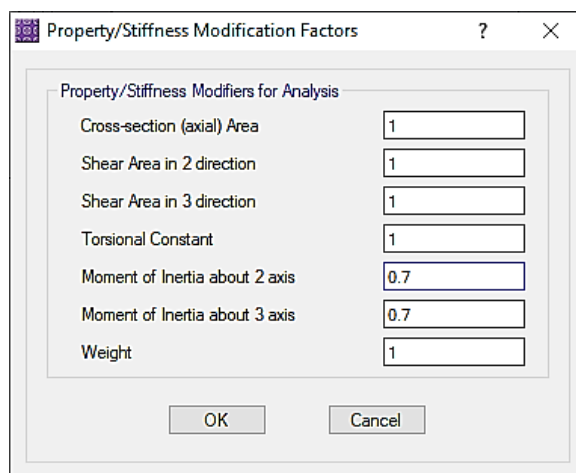 Property/Stiffness Modification Factors ?
Property/Stiffness Modifiers for Analysis
Cross-section (axial) Area 1
Shear Area in 2 direction 1
Shear Area in 3 direction 1
Torsional Constant 1
Moment of Inertia about 2 axis 0.7
Moment of Inertia about 3 axis 0.7
Weight 1
OK Cancel